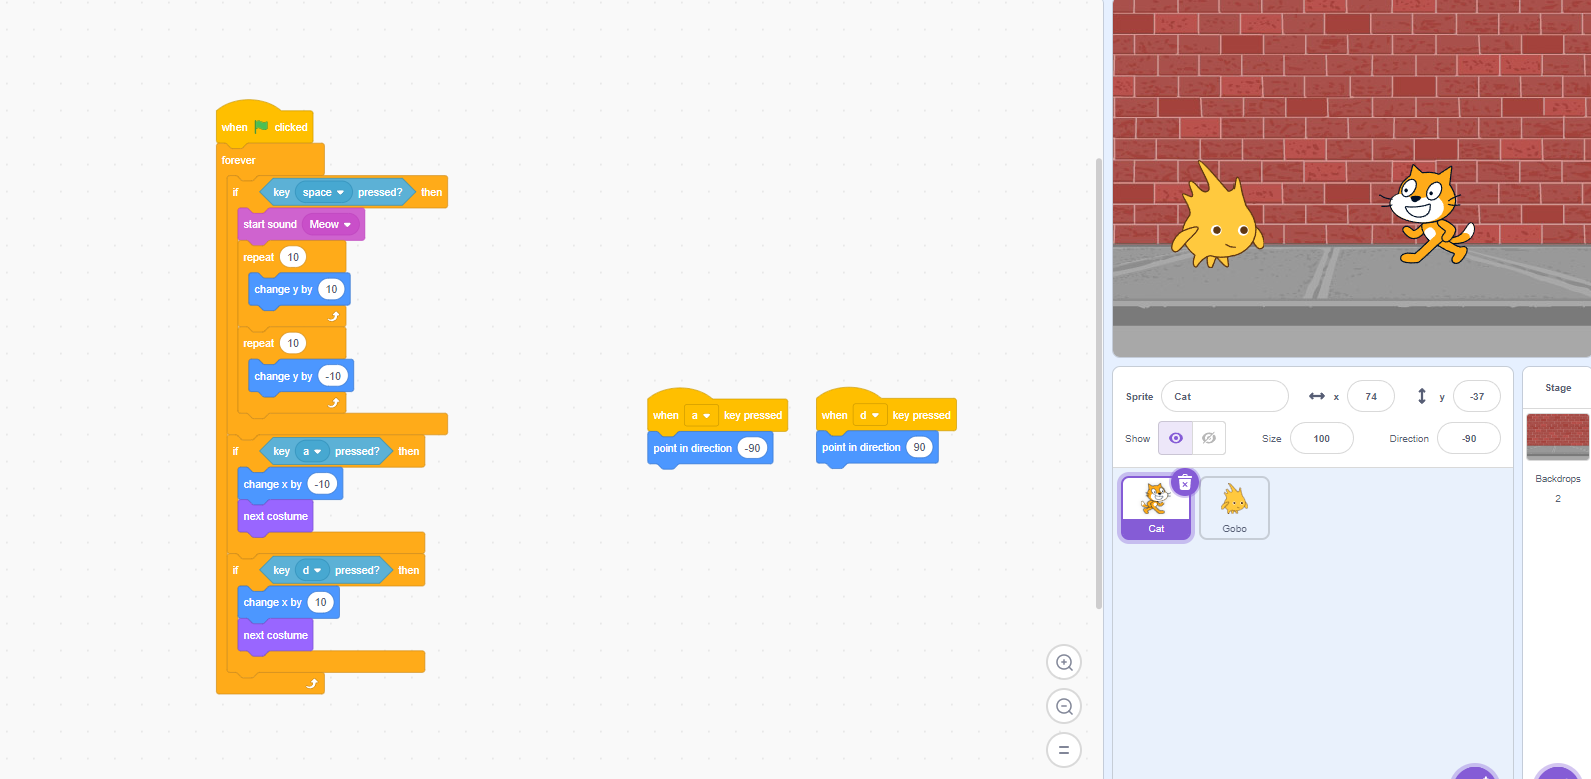 when clicked
forever
if key space pressed? then
start sound Meow
repeat 10
change y by 10
repeat 10
change y by -10
if key a pressed? then
change x by -10
next costume
if key d pressed? then
change x by 10
next costume
when a key pressed
point in direction -90
when d key pressed
point in direction 90
Sprite Cat x 74 y -37
Show Size 100 Direction -90
Cat
Gobo
Stage
Backdrops
2